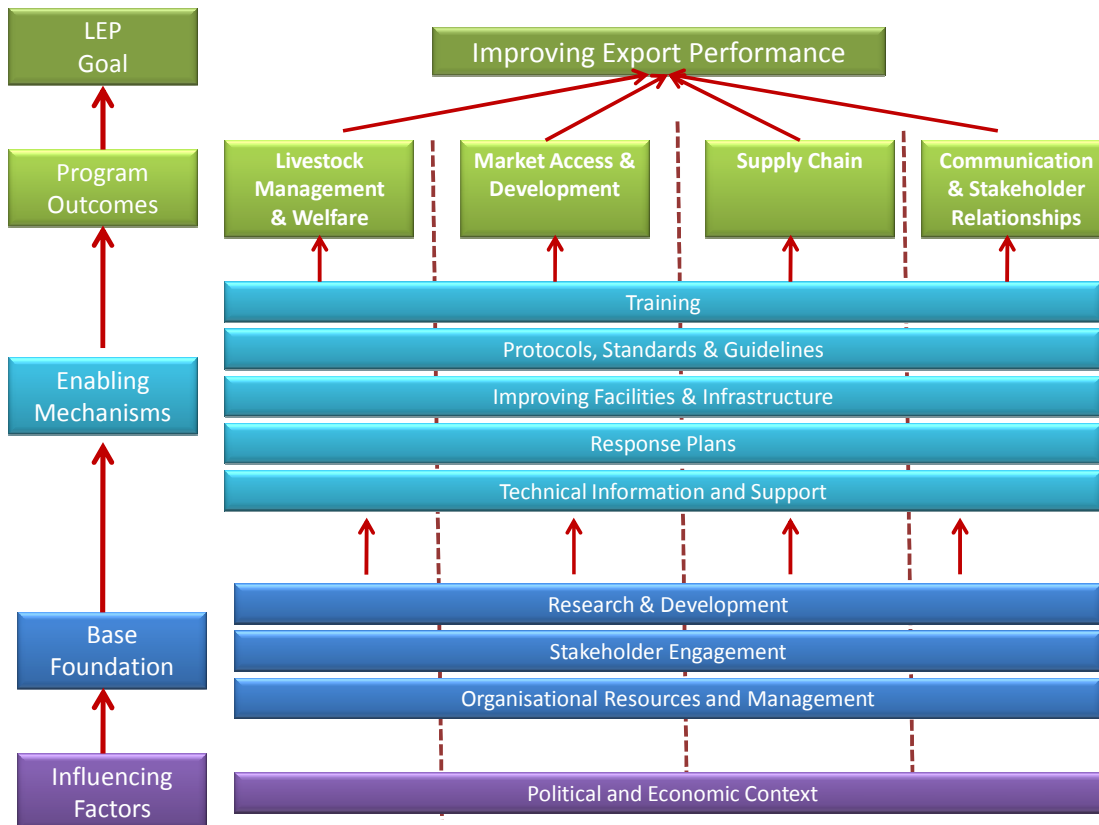 LEP
Goal
Improving Export Performance
Program
Outcomes
Livestock
Management
& Welfare
Market Access &
Development
Supply Chain
Communication
& Stakeholder
Relationships
Training
Protocols, Standards & Guidelines
Enabling
Mechanisms
Improving Facilities & Infrastructure
Response Plans
Technical Information and Support
Base
Foundation
Research & Development
Stakeholder Engagement
Organisational Resources and Management
Influencing
Factors
Political and Economic Context